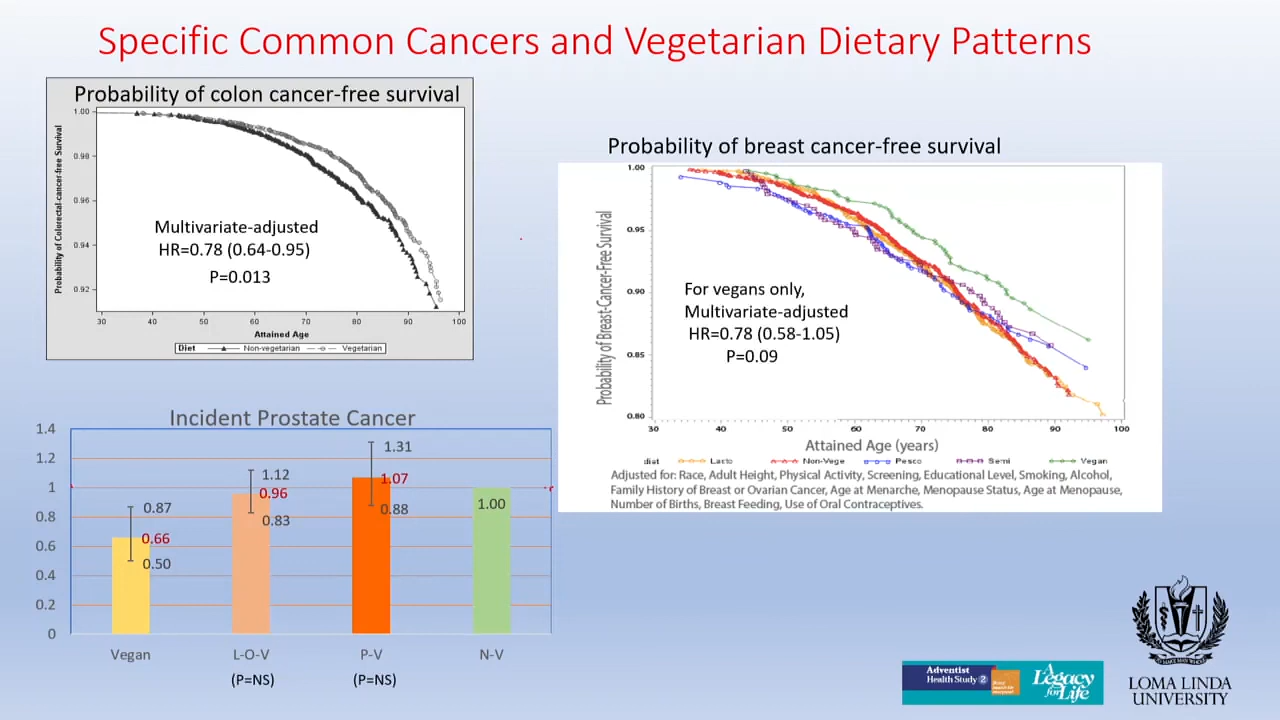 Specific Common Cancers and Vegetarian Dietary Patterns
Probability of colon cancer-free survival
Probability of Colorectal-cancer-free Survival
1.00
0.98
0.96
0.94
0.92
Multivariate-adjusted
HR=0.78 (0.64-0.95)
P=0.013
30 40 50 60 70 80 90 100
Attained Age
Diet Non-vegetarian Vegetarian
Probability of breast cancer-free survival
Probability of Breast-Cancer-Free Survival
1.00
0.95
0.90
0.85
0.80
For vegans only,
Multivariate-adjusted
HR=0.78 (0.58-1.05)
P=0.09
30 40 50 60 70 80 90 100
Attained Age (years)
diet Lacto Non-Vege Pesco Semi Vegan
Adjusted for: Race, Adult Height, Physical Activity, Screening, Educational Level, Smoking, Alcohol,
Family History of Breast or Ovarian Cancer, Age at Menarche, Menopause Status, Age at Menopause,
Number of Births, Breast Feeding, Use of Oral Contraceptives.
Incident Prostate Cancer
1.4
1.2
1
0.8
0.6
0.4
0.2
0
0.87
0.66
0.50
1.12
0.96
0.83
1.31
1.07
0.88
1.00
Vegan L-O-V P-V N-V
(P=NS) (P=NS)
Adventist
Health Study 2
A
Legacy
for Life
LOMA LINDA
UNIVERSITY